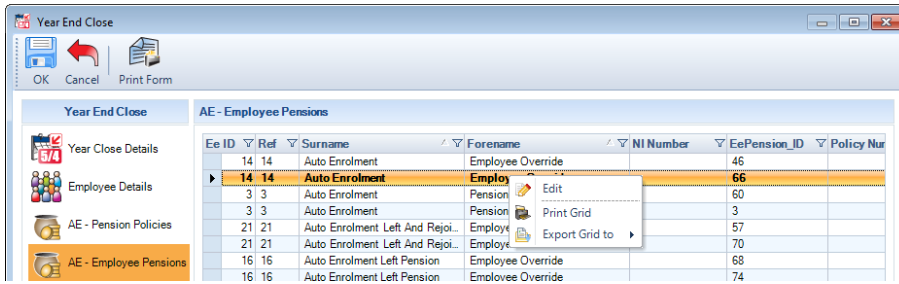 Year End Close
OK Cancel Print Form
Year End Close
AE - Employee Pensions
Ee ID Ref Surname Forename NI Number EePension_ID Policy Nur
14 14 Auto Enrolment Employee Override 46
14 14 Auto Enrolment Employ 66
3 3 Auto Enrolment Pension 60
3 3 Auto Enrolment Pension 3
21 21 Auto Enrolment Left And Rejoi... Employe 57
21 21 Auto Enrolment Left And Rejoi... Employe 70
16 16 Auto Enrolment Left Pension Employee Override 68
16 16 Auto Enrolment Left Pension Employee Override 74
Edit
Print Grid
Export Grid to
Year Close Details
5/4
Employee Details
AE - Pension Policies
AE - Employee Pensions